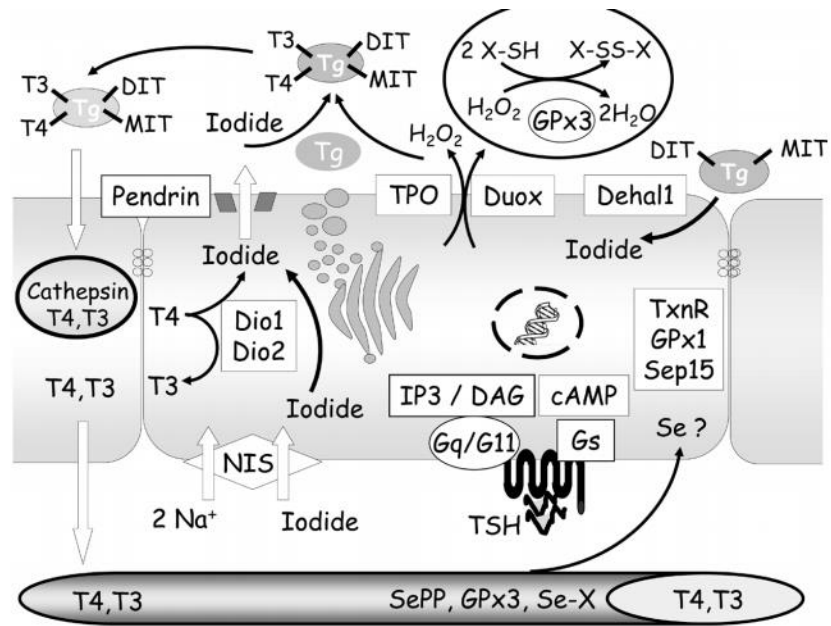 T3
DIT
Tg
T4
MIT
2 X-SH
X-SS-X
H₂O₂
GPx3
2H₂O
T3
DIT
Tg
T4
MIT
Iodide
Tg
H₂O₂
DIT
MIT
Tg
Pendrin
TPO
Duox
Dehal1
Iodide
Iodide
Cathepsin
T4,T3
T4
Dio1
Dio2
T3
TxnR
GPx1
Sep15
T4,T3
Iodide
IP3 / DAG
cAMP
Gq/G11
Gs
Se ?
NIS
2 Na⁺
Iodide
TSH
T4,T3
SePP, GPx3, Se-X
T4,T3